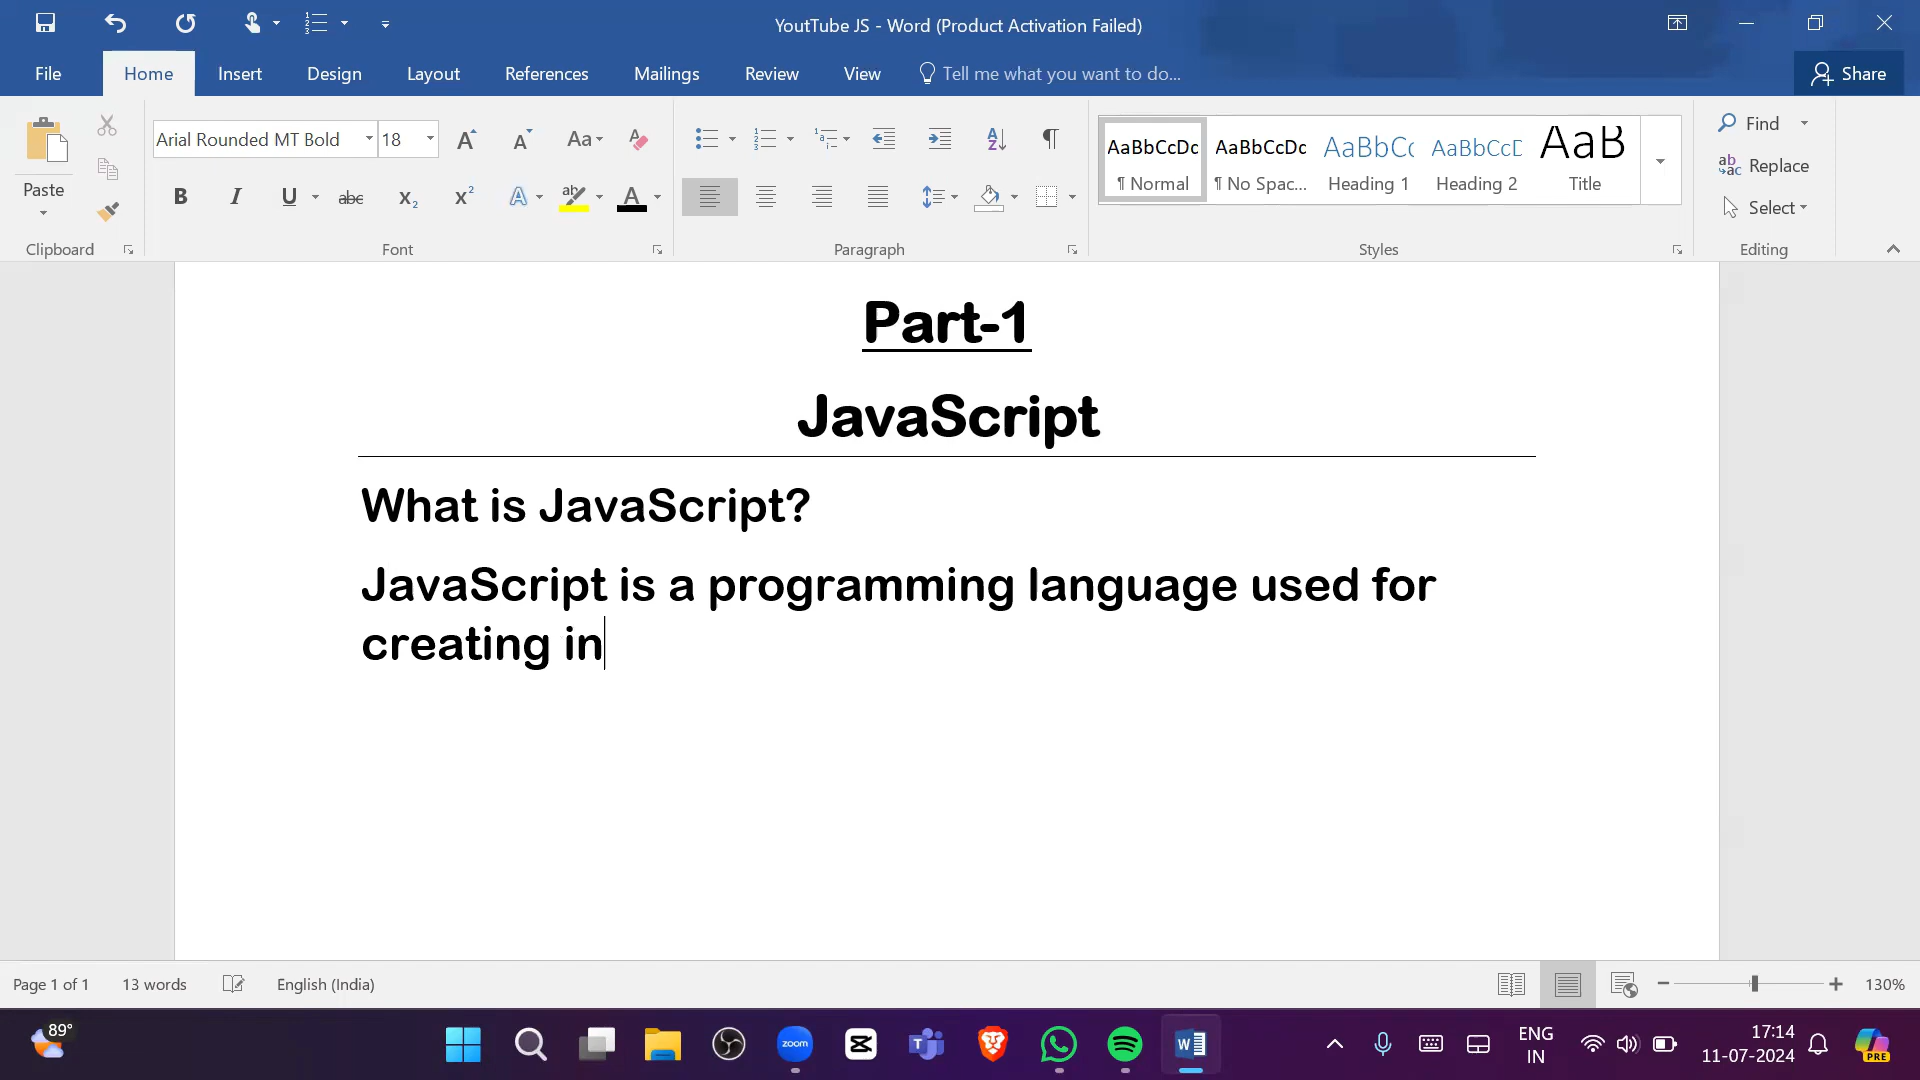 YoutTube JS - Word (Product Activation Failed)
File Home Insert Design Layout References Mailings Review View Tell me what you want to do... Share
Paste
Clipboard
Arial Rounded MT Bold 18
Font
Paragraph
AaBbCcDc AaBbCcDc AaBbCc AaBbCcD AaB
¶ Normal ¶ No Spac... Heading 1 Heading 2 Title
Styles
Find
Replace
Select
Editing
Part-1
JavaScript
What is JavaScript?
JavaScript is a programming language used for
creating in
Page 1 of 1 13 words English (India) 130%
89°
zoom
ENG
IN
17:14
11-07-2024
PRE